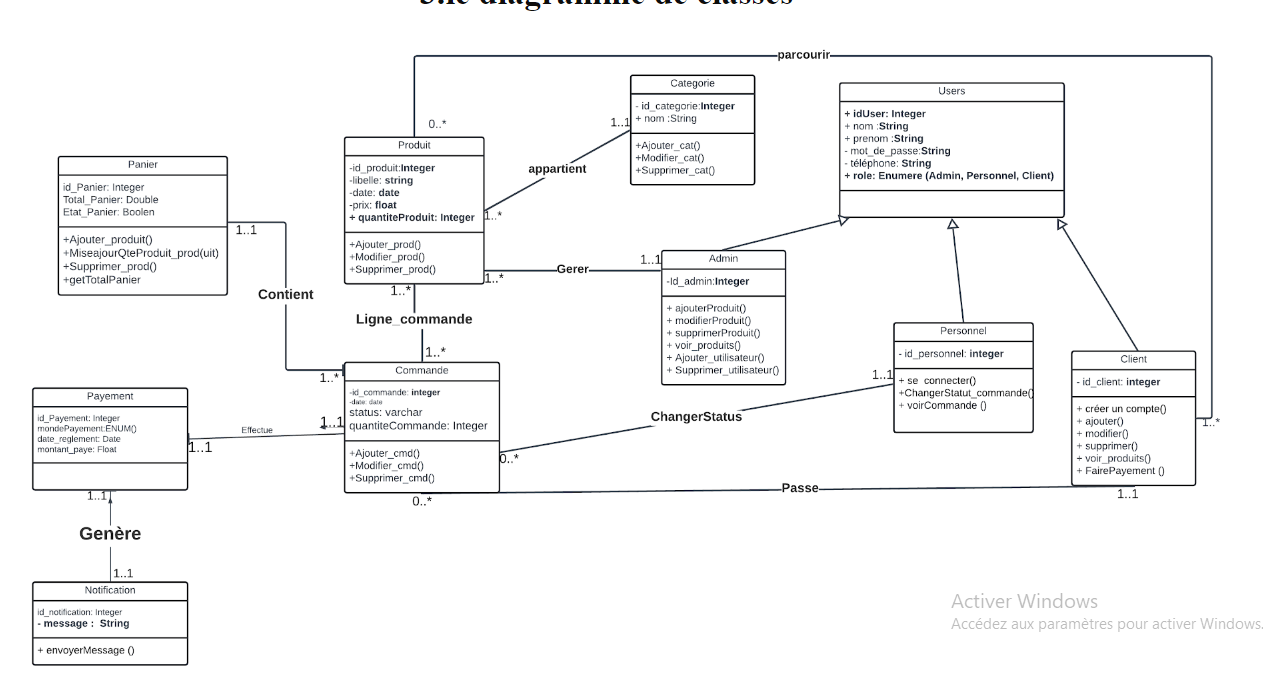 3.le diagramme de classes
parcourir
0..*
1..*
Categorie
- id_categorie:Integer
+ nom :String
+Ajouter_cat()
+Modifier_cat()
+Supprimer_cat()
1..1
appartient
1..*
Users
+ idUser: Integer
+ nom :String
+ prenom :String
- mot_de_passe:String
- téléphone: String
+ role: Enumere (Admin, Personnel, Client)
Produit
-id_produit:Integer
-libelle: string
-date: date
-prix: float
+ quantiteProduit: Integer
+Ajouter_prod()
+Modifier_prod()
+Supprimer_prod()
Panier
id_Panier: Integer
Total_Panier: Double
Etat_Panier: Boolen
+Ajouter_produit()
+MiseajourQteProduit_prod(uit)
+Supprimer_prod()
+getTotalPanier
1..1
Contient
1..*
1..*
Gerer
1..1
Admin
-Id_admin:Integer
+ ajouterProduit()
+ modifierProduit()
+ supprimerProduit()
+ voir_produits()
+ Ajouter_utilisateur()
+ Supprimer_utilisateur()
1..*
Ligne_commande
1..*
Personnel
- id_personnel: integer
+ se connecter()
+ChangerStatut_commande()
+ voirCommande ()
Client
- id_client: integer
+ créer un compte()
+ ajouter()
+ modifier()
+ supprimer()
+ voir_produits()
+ FairePayement ()
Commande
-id_commande: integer
-date: date
status: varchar
quantiteCommande: Integer
+Ajouter_cmd()
+Modifier_cmd()
+Supprimer_cmd()
1..1
ChangerStatus
0..*
Payement
id_Payement: Integer
mondePayement:ENUM()
date_reglement: Date
montant_paye: Float
1..1
Effectue
1..1
0..*
Passe
1..1
1..1
Genère
1..1
Notification
id_notification: Integer
- message : String
+ envoyerMessage ()
Activer Windows
Accédez aux paramètres pour activer Windows.